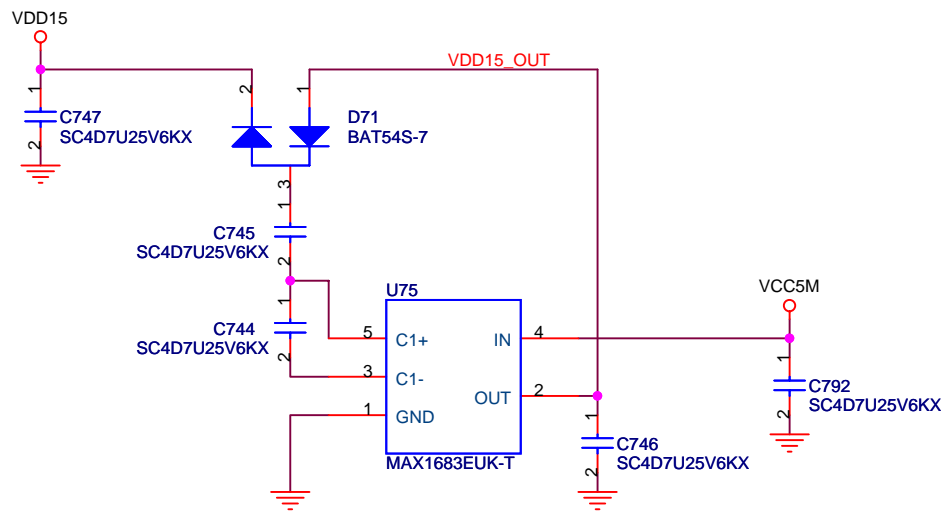 VDD15
VDD15_OUT
1
C747
SC4D7U25V6KX
2
2
1
D71
BAT54S-7
3
1
C745
SC4D7U25V6KX
2
1
C744
SC4D7U25V6KX
2
U75
5
C1+
IN
4
3
C1-
OUT
2
1
GND
MAX1683EUK-T
VCC5M
1
C792
SC4D7U25V6KX
2
1
C746
SC4D7U25V6KX
2